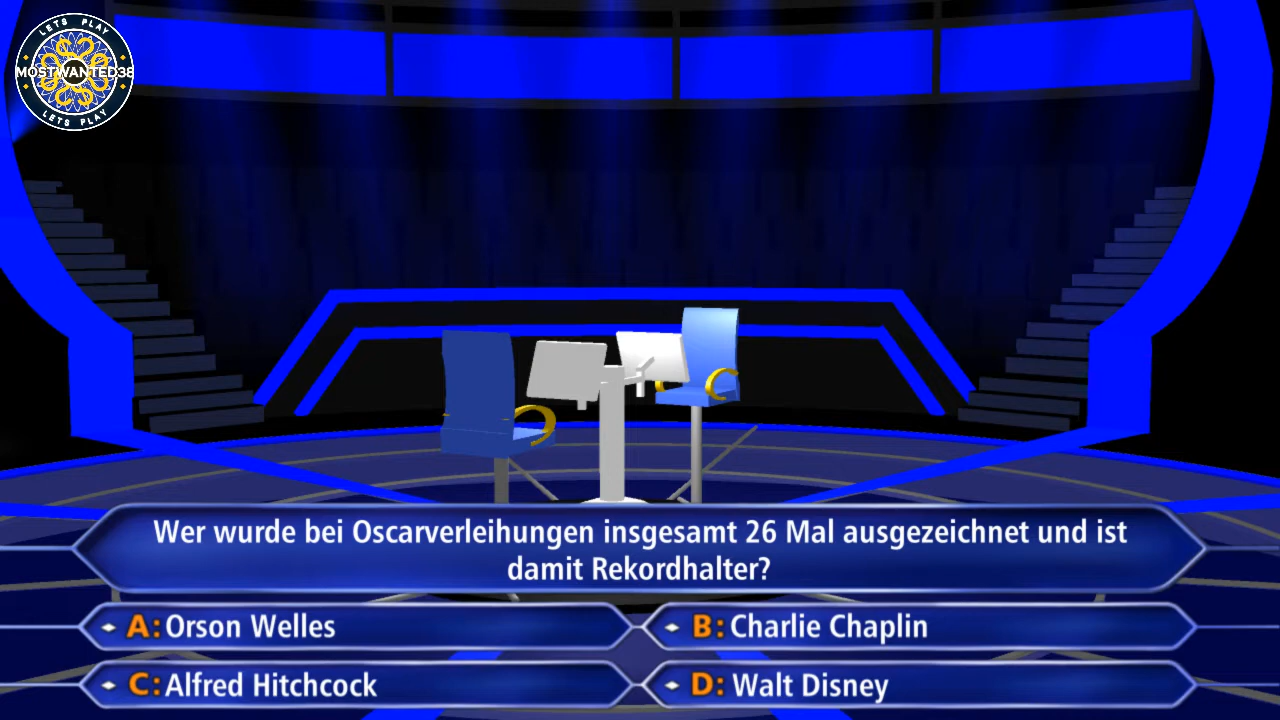 LETS PLAY
MOSTWANTED38
LETS PLAY
Wer wurde bei Oscarverleihungen insgesamt 26 Mal ausgezeichnet und ist
damit Rekordhalter?
A: Orson Welles
B: Charlie Chaplin
C: Alfred Hitchcock
D: Walt Disney